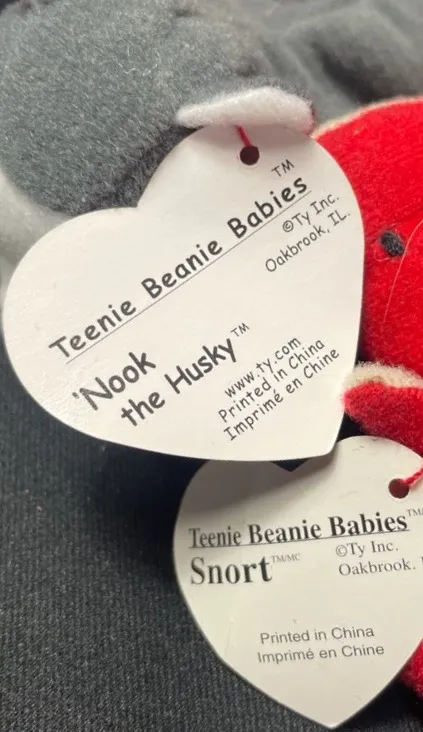 Teenie Beanie Babies™
©Ty Inc.
Oakbrook, IL.
'Nook
the Husky™
www.ty.com
Printed in China
Imprimé en Chine
Teenie Beanie Babies™
Snort™/MC
©Ty Inc.
Oakbrook.
Printed in China
Imprimé en Chine